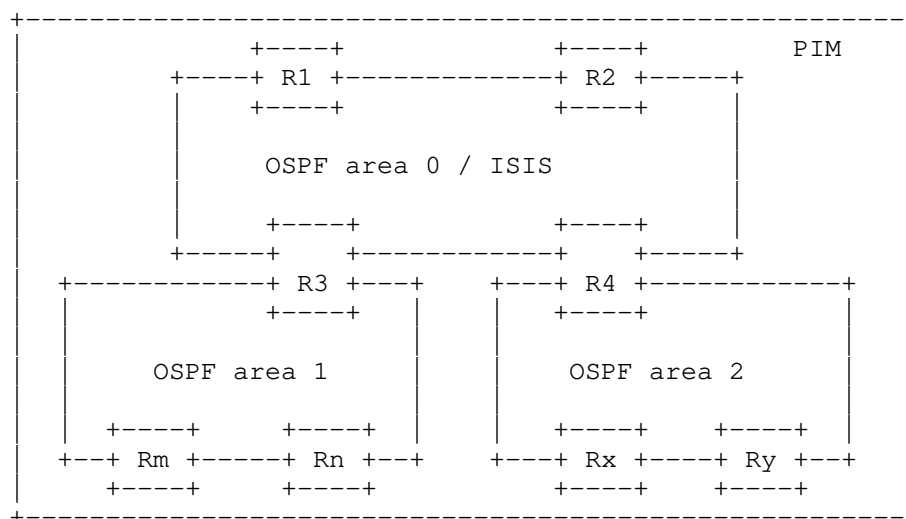 PIM
R1 R2
OSPF area 0 / ISIS
R3 R4
OSPF area 1 OSPF area 2
Rm Rn Rx Ry